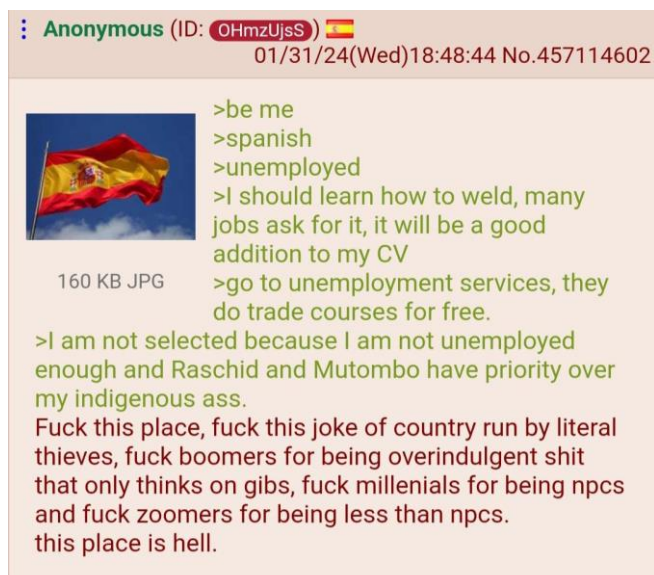 Anonymous (ID: OHmzUjsS)
01/31/24(Wed)18:48:44 No.457114602
>be me
>spanish
>unemployed
>I should learn how to weld, many
jobs ask for it, it will be a good
addition to my CV
160 KB JPG
>go to unemployment services, they
do trade courses for free.
>I am not selected because I am not unemployed
enough and Raschid and Mutombo have priority over
my indigenous ass.
Fuck this place, fuck this joke of country run by literal
thieves, fuck boomers for being overindulgent shit
that only thinks on gibs, fuck millenials for being npcs
and fuck zoomers for being less than npcs.
this place is hell.